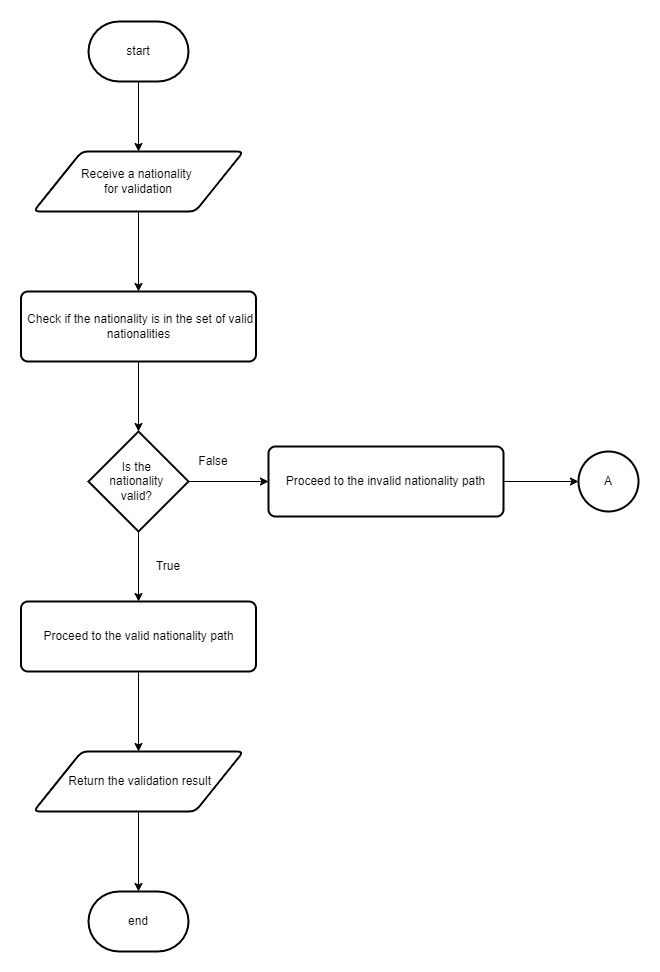 start
Receive a nationality
for validation
Check if the nationality is in the set of valid
nationalities
Is the
nationality
valid?
False
Proceed to the invalid nationality path
A
True
Proceed to the valid nationality path
Return the validation result
end